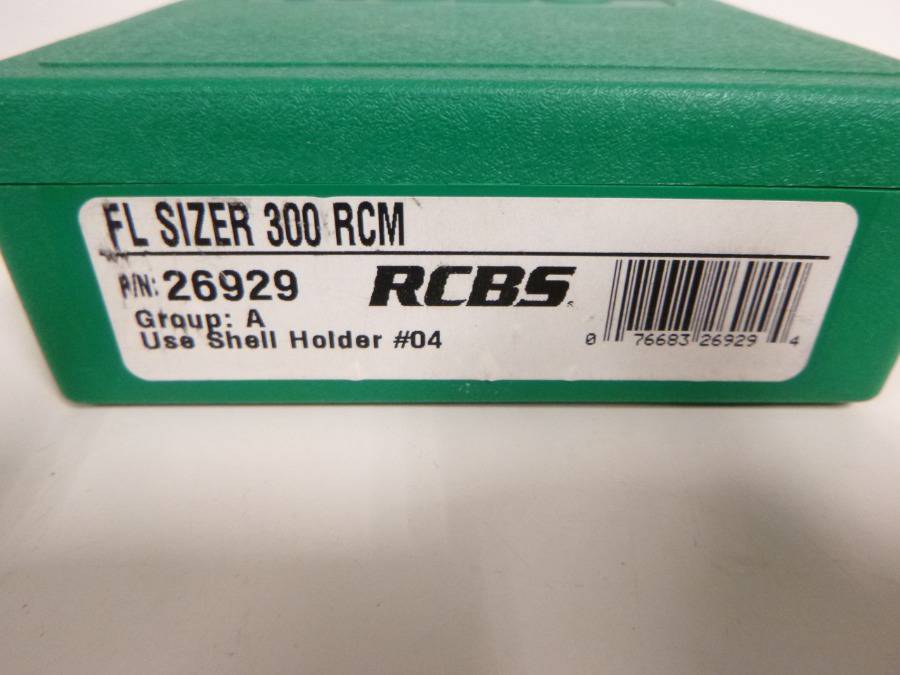 FL SIZER 300 RCM
P/N: 26929
RCBS
Group: A
Use Shell Holder #04
0 76683 26929 4